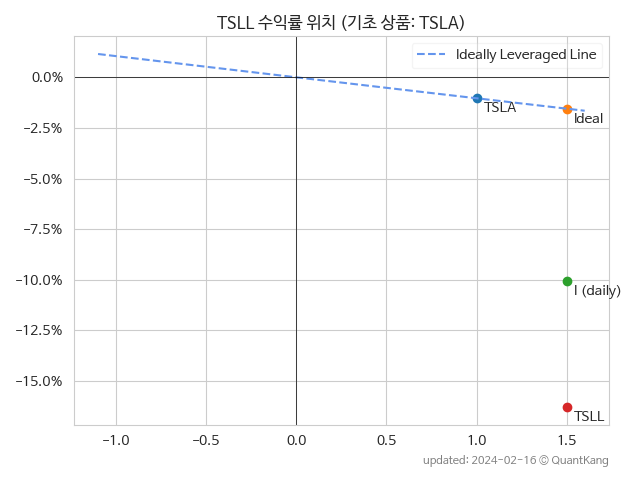 TSLL 수익률 위치 (기초 상품: TSLA)
Ideally Leveraged Line
0.0%
−2.5%
−5.0%
−7.5%
−10.0%
−12.5%
−15.0%
TSLA
Ideal
I (daily)
TSLL
−1.0 −0.5 0.0 0.5 1.0 1.5
updated: 2024-02-16 © QuantKang